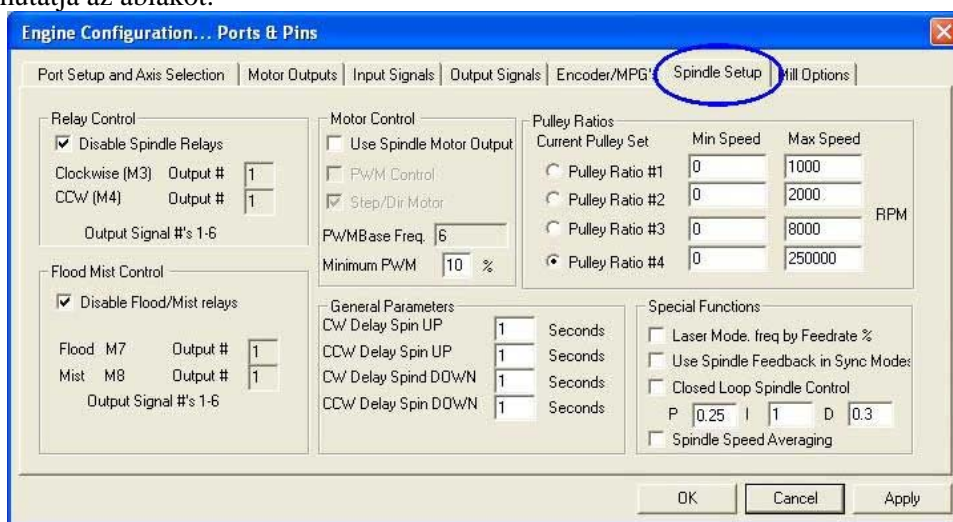 mutatja az ablakot.
Engine Configuration... Ports & Pins
Port Setup and Axis Selection
Motor Outputs
Input Signals
Output Signals
Encoder/MPG's
Spindle Setup
Mill Options
Relay Control
Disable Spindle Relays
Clockwise (M3) Output # 1
CCW (M4) Output # 1
Output Signal #'s 1-6
Flood Mist Control
Disable Flood/Mist relays
Flood M7 Output # 1
Mist M8 Output # 1
Output Signal #'s 1-6
Motor Control
Use Spindle Motor Output
PWM Control
Step/Dir Motor
PWMBase Freq. 6
Minimum PWM 10 %
General Parameters
CW Delay Spin UP 1 Seconds
CCW Delay Spin UP 1 Seconds
CW Delay Spind DOWN 1 Seconds
CCW Delay Spin DOWN 1 Seconds
Pulley Ratios
Current Pulley Set Min Speed Max Speed
Pulley Ratio #1 0 1000
Pulley Ratio #2 0 2000
Pulley Ratio #3 0 8000
Pulley Ratio #4 0 250000
RPM
Special Functions
Laser Mode. freq by Feedrate %
Use Spindle Feedback in Sync Modes
Closed Loop Spindle Control
P 0.25 I 1 D 0.3
Spindle Speed Averaging
OK Cancel Apply